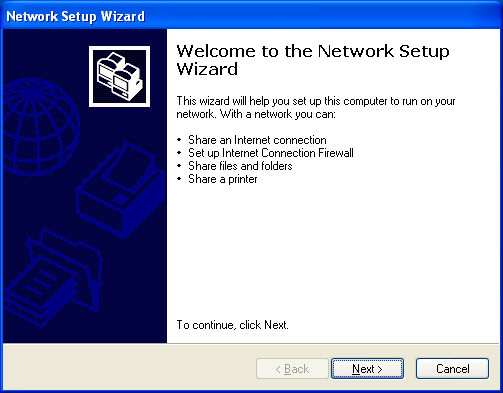 Network Setup Wizard
Welcome to the Network Setup
Wizard
This wizard will help you set up this computer to run on your
network. With a network you can:
• Share an Internet connection
• Set up Internet Connection Firewall
• Share files and folders
• Share a printer
To continue, click Next.
< Back
Next >
Cancel